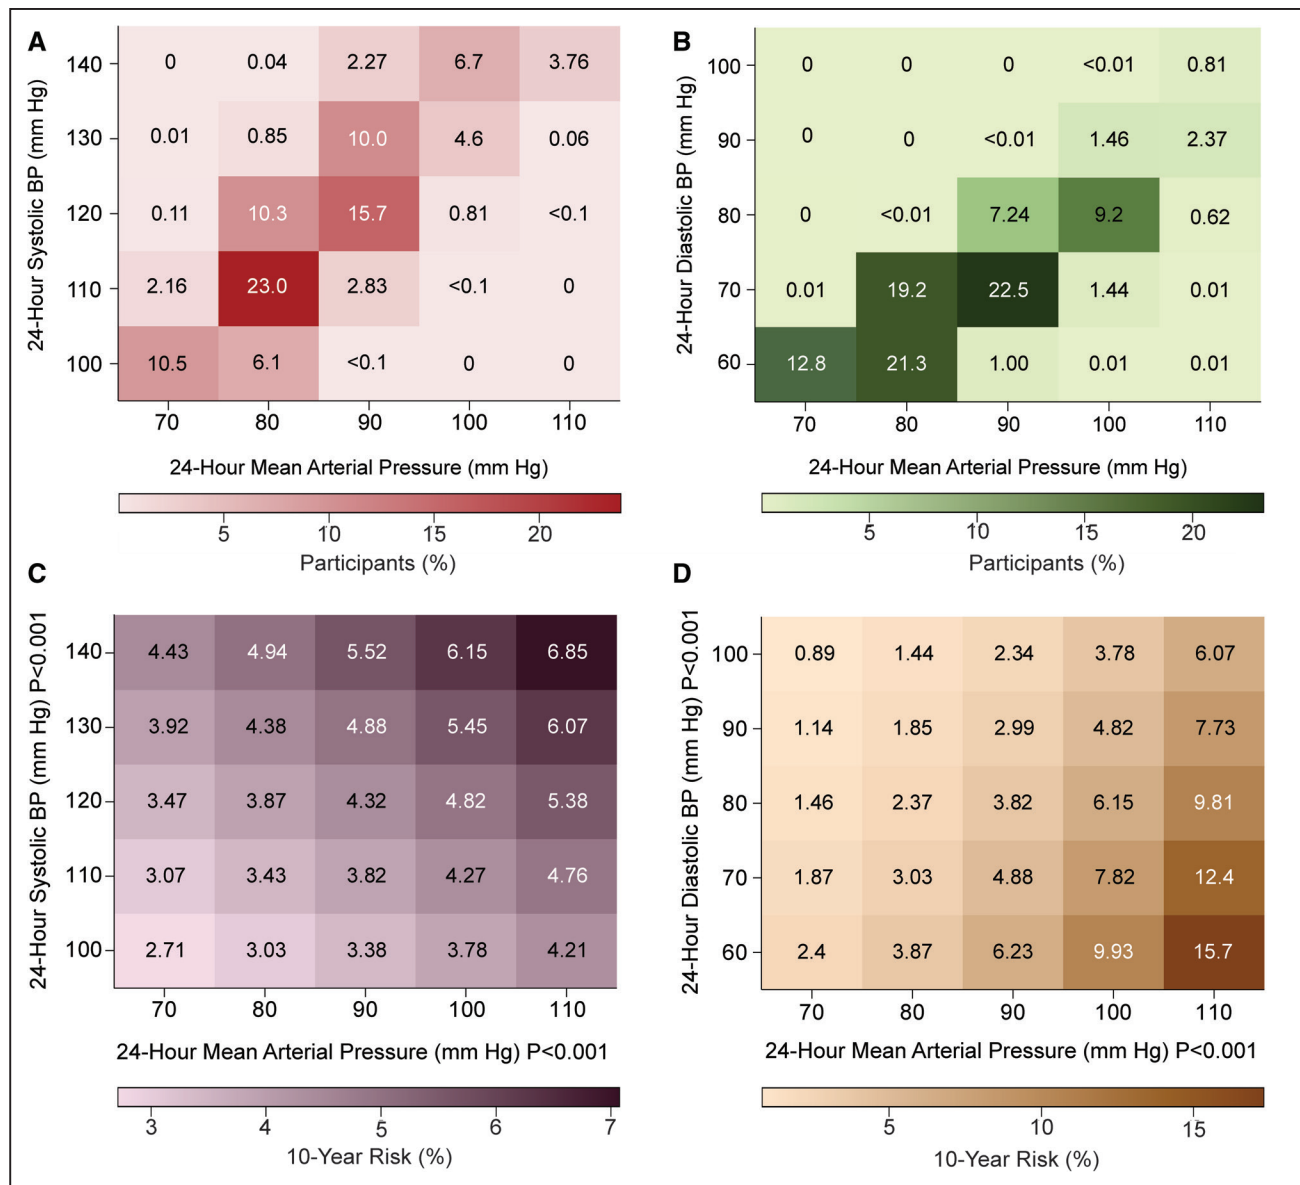 A
24-Hour Systolic BP (mm Hg)
140 0 0.04 2.27 6.7 3.76
130 0.01 0.85 10.0 4.6 0.06
120 0.11 10.3 15.7 0.81 <0.1
110 2.16 23.0 2.83 <0.1 0
100 10.5 6.1 <0.1 0 0
70 80 90 100 110
24-Hour Mean Arterial Pressure (mm Hg)
5 10 15 20
Participants (%)
B
24-Hour Diastolic BP (mm Hg)
100 0 0 0 <0.01 0.81
90 0 0 <0.01 1.46 2.37
80 0 <0.01 7.24 9.2 0.62
70 0.01 19.2 22.5 1.44 0.01
60 12.8 21.3 1.00 0.01 0.01
70 80 90 100 110
24-Hour Mean Arterial Pressure (mm Hg)
5 10 15 20
Participants (%)
C
24-Hour Systolic BP (mm Hg) P<0.001
140 4.43 4.94 5.52 6.15 6.85
130 3.92 4.38 4.88 5.45 6.07
120 3.47 3.87 4.32 4.82 5.38
110 3.07 3.43 3.82 4.27 4.76
100 2.71 3.03 3.38 3.78 4.21
70 80 90 100 110
24-Hour Mean Arterial Pressure (mm Hg) P<0.001
3 4 5 6 7
10-Year Risk (%)
D
24-Hour Diastolic BP (mm Hg) P<0.001
100 0.89 1.44 2.34 3.78 6.07
90 1.14 1.85 2.99 4.82 7.73
80 1.46 2.37 3.82 6.15 9.81
70 1.87 3.03 4.88 7.82 12.4
60 2.4 3.87 6.23 9.93 15.7
70 80 90 100 110
24-Hour Mean Arterial Pressure (mm Hg) P<0.001
5 10 15
10-Year Risk (%)